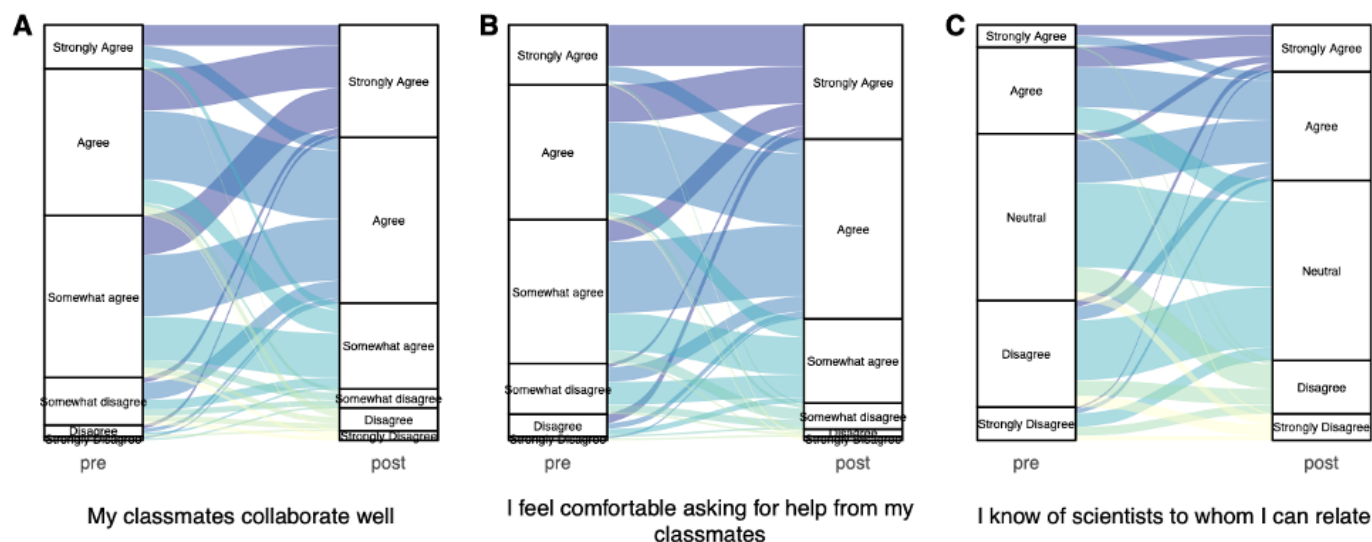 A
Strongly Agree
Agree
Somewhat agree
Somewhat disagree
Disagree
Strongly Disagree
pre
Strongly Agree
Agree
Somewhat agree
Somewhat disagree
Disagree
Strongly Disagree
post
My classmates collaborate well
B
Strongly Agree
Agree
Somewhat agree
Somewhat disagree
Disagree
Strongly Disagree
pre
Strongly Agree
Agree
Somewhat agree
Somewhat disagree
Disagree
Strongly Disagree
post
I feel comfortable asking for help from my
classmates
C
Strongly Agree
Agree
Neutral
Disagree
Strongly Disagree
pre
Strongly Agree
Agree
Neutral
Disagree
Strongly Disagree
post
I know of scientists to whom I can relate